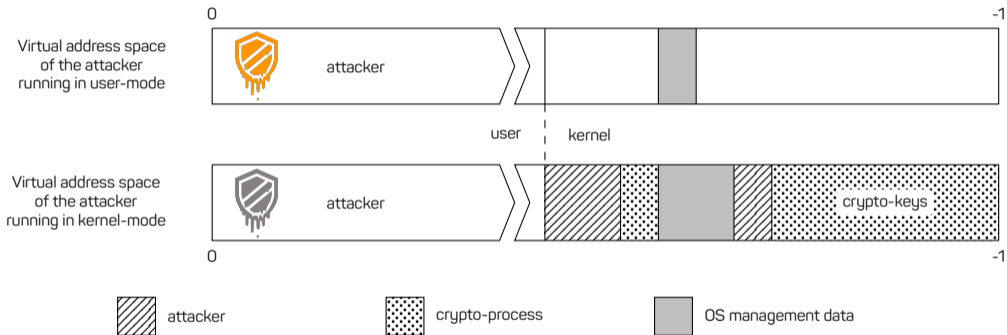 0 -1
Virtual address space
of the attacker
running in user-mode
attacker
user kernel
Virtual address space
of the attacker
running in kernel-mode
attacker
crypto-keys
0 -1
attacker crypto-process OS management data